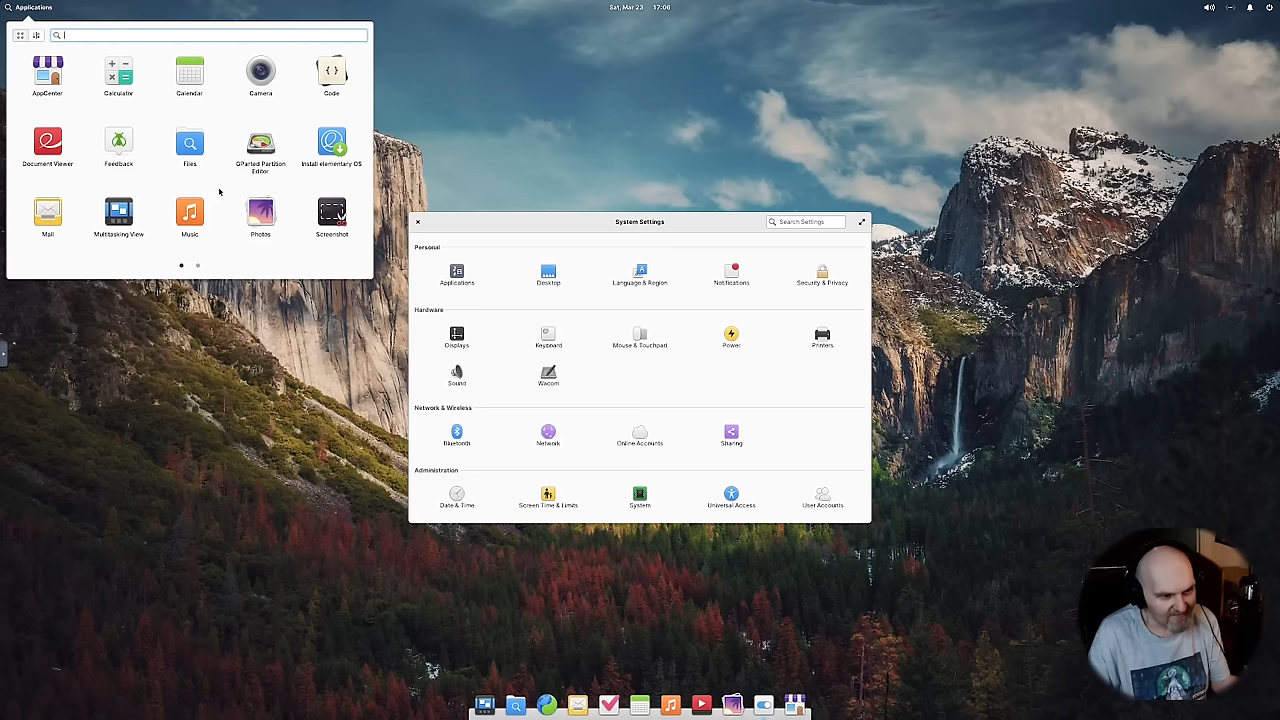 Applications
Sat, Mar 23 17:06
AppCenter
Calculator
Calendar
Camera
Code
Document Viewer
Feedback
Files
GParted Partition
Editor
Install elementary OS
Mail
Multitasking View
Music
Photos
Screenshot
System Settings
Search Settings
Personal
Applications
Desktop
Language & Region
Notifications
Security & Privacy
Hardware
Displays
Keyboard
Mouse & Touchpad
Power
Printers
Sound
Wacom
Network & Wireless
Bluetooth
Network
Online Accounts
Sharing
Administration
Date & Time
Screen Time & Limits
System
Universal Access
User Accounts